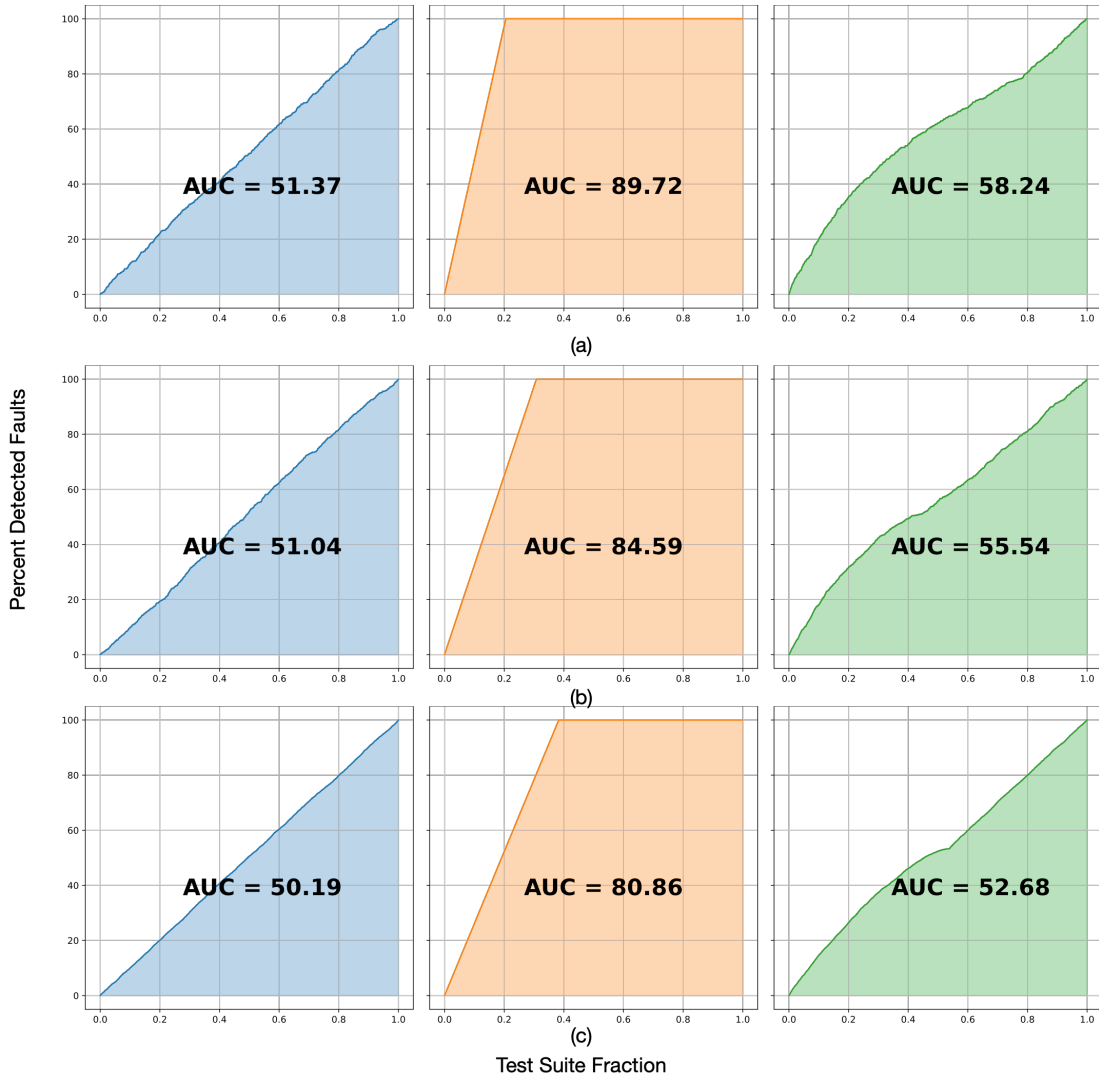 100
80
60
40
20
0
AUC = 51.37
AUC = 89.72
AUC = 58.24
0.0 0.2 0.4 0.6 0.8 1.0
0.0 0.2 0.4 0.6 0.8 1.0
0.0 0.2 0.4 0.6 0.8 1.0
(a)
Percent Detected Faults
100
80
60
40
20
0
AUC = 51.04
AUC = 84.59
AUC = 55.54
0.0 0.2 0.4 0.6 0.8 1.0
0.0 0.2 0.4 0.6 0.8 1.0
0.0 0.2 0.4 0.6 0.8 1.0
(b)
100
80
60
40
20
0
AUC = 50.19
AUC = 80.86
AUC = 52.68
0.0 0.2 0.4 0.6 0.8 1.0
0.0 0.2 0.4 0.6 0.8 1.0
0.0 0.2 0.4 0.6 0.8 1.0
(c)
Test Suite Fraction